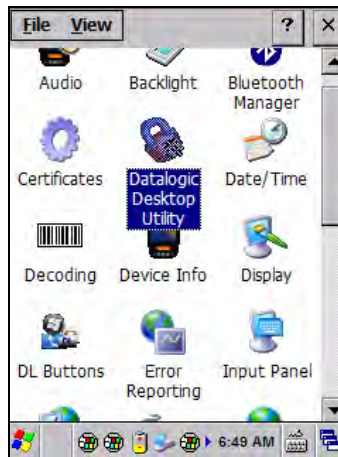 File View ? ×
Audio Backlight Bluetooth
Manager
Certificates Datalogic Date/Time
Desktop
Utility
Decoding Device Info Display
DL Buttons Error Input Panel
Reporting
6:49 AM